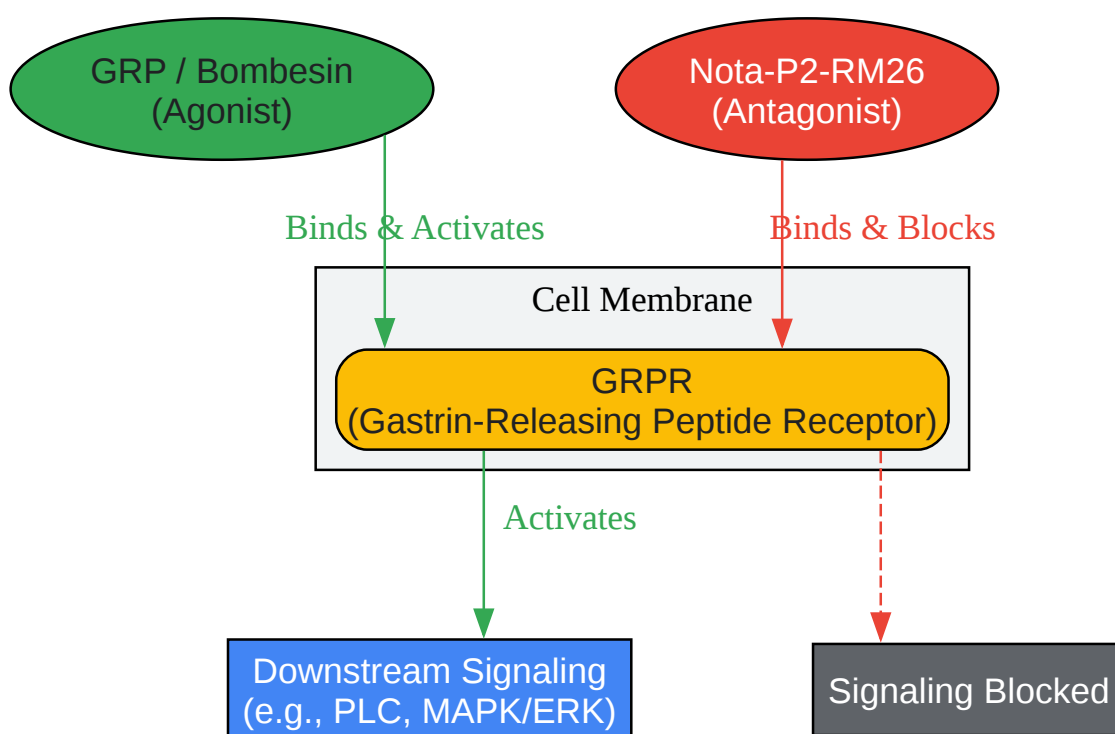 GRP / Bombesin
(Agonist)
Nota-P2-RM26
(Antagonist)
Binds & Activates
Binds & Blocks
Cell Membrane
GRPR
(Gastrin-Releasing Peptide Receptor)
Activates
Downstream Signaling
(e.g., PLC, MAPK/ERK)
Signaling Blocked